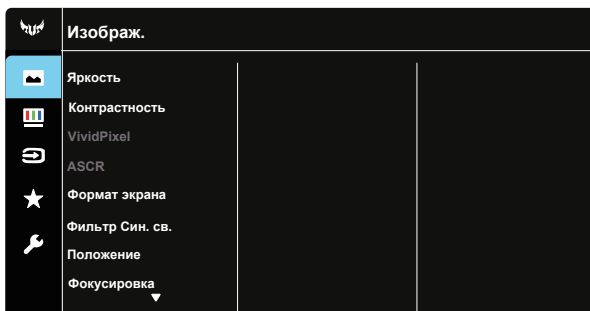 Изображ.
Яркость
Контрастность
VividPixel
ASCR
Формат экрана
Фильтр Син. св.
Положение
Фокусировка